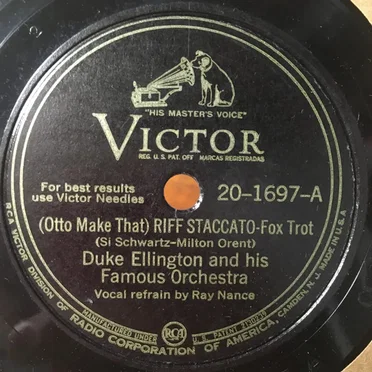 "HIS MASTER'S VOICE"
VICTOR
REG. U.S. PAT. OFF. MARCAS REGISTRADAS
For best results
use Victor Needles
20-1697-A
(Otto Make That) RIFF STACCATO-Fox Trot
(Si Schwartz-Milton Orent)
Duke Ellington and his
Famous Orchestra
Vocal refrain by Ray Nance
MANUFACTURED UNDER RCA U. S. PATENT
RCA VICTOR DIVISION OF RADIO CORPORATION OF AMERICA, CAMDEN, N. J. MADE IN U.S.A.